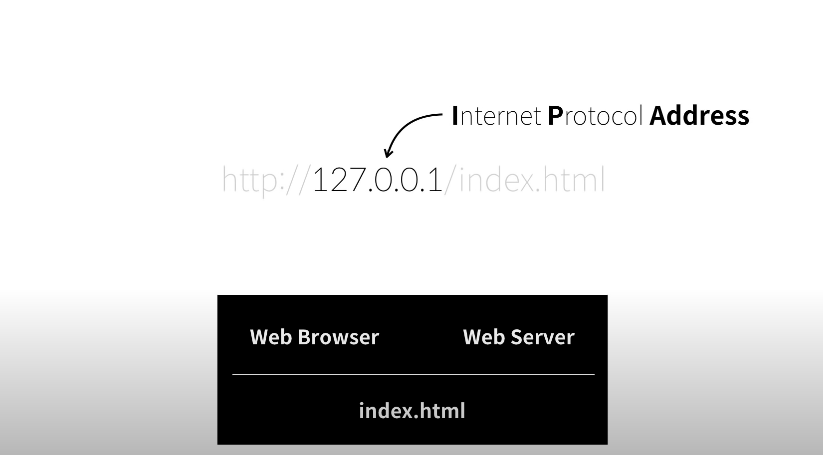 Internet Protocol Address
http://127.0.0.1/index.html
Web Browser
Web Server
index.html